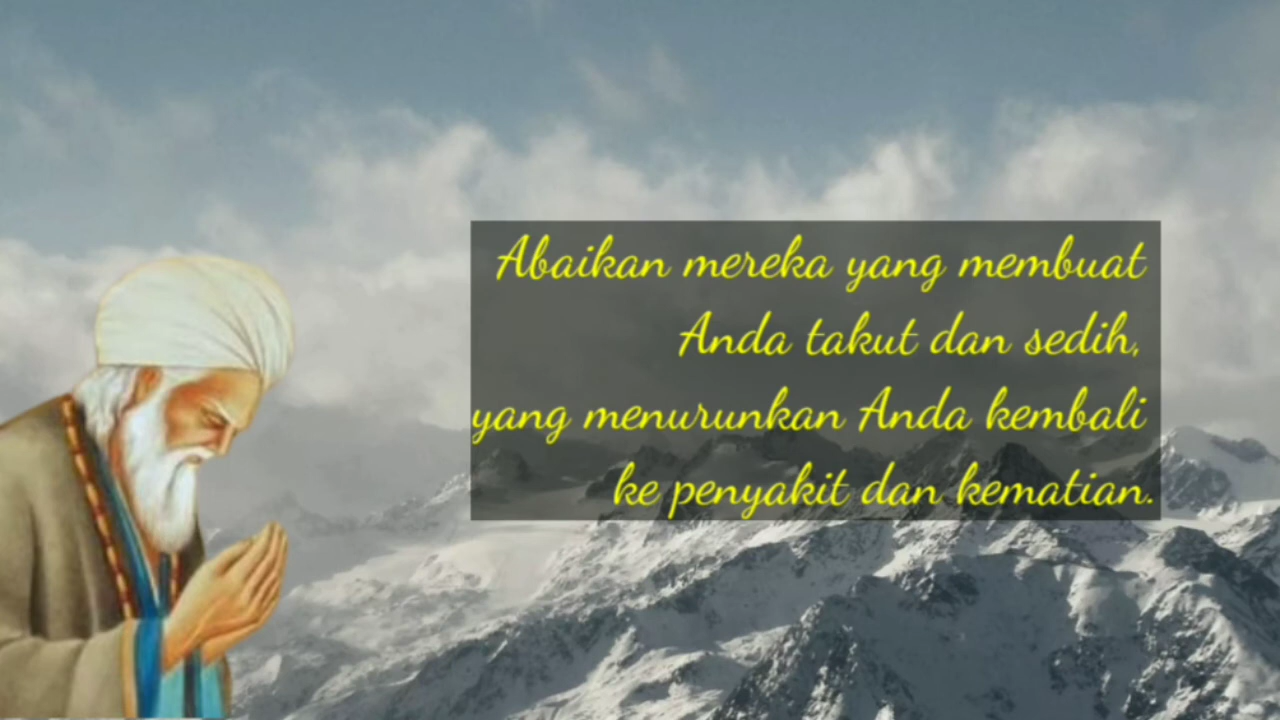 Abaikan mereka yang membuat
Anda takut dan sedih,
yang menurunkan Anda kembali
ke penyakit dan kematian.